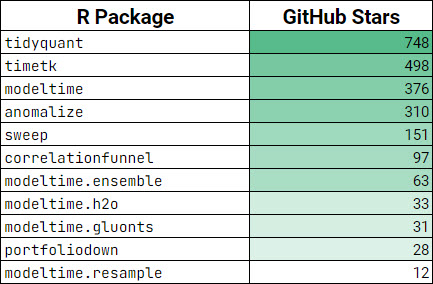 R Package GitHub Stars
tidyquant 748
timetk 498
modeltime 376
anomalize 310
sweep 151
correlationfunnel 97
modeltime.ensemble 63
modeltime.h2o 33
modeltime.gluonts 31
portfoliodown 28
modeltime.resample 12